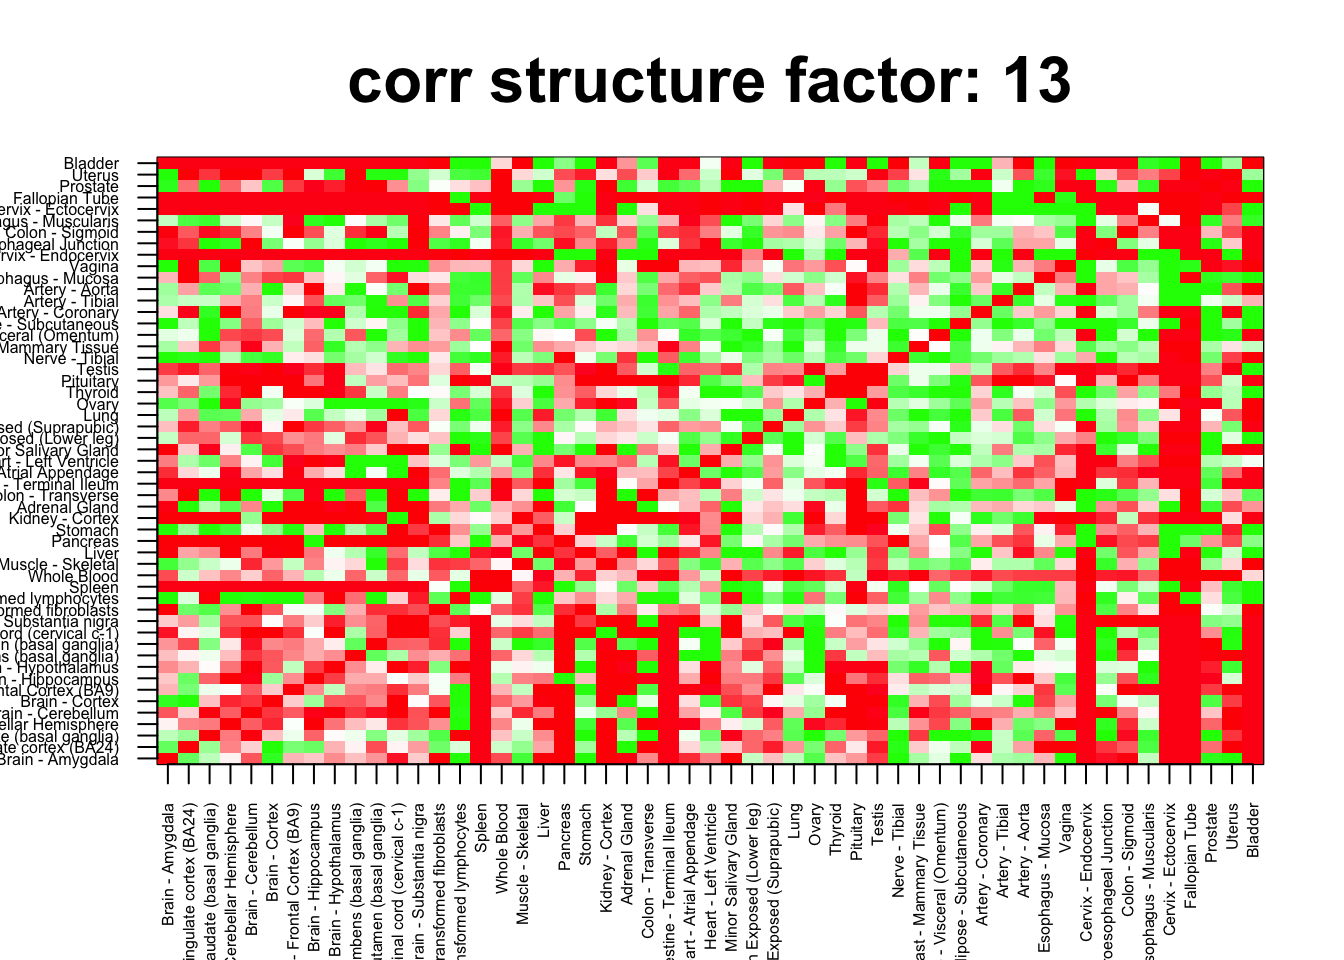 corr structure factor: 13
Bladder
Uterus
Prostate
Fallopian Tube
ervix - Ectocervix
gus - Muscularis
Colon - Sigmoid
phageal Junction
rvix - Endocervix
Vagina
phagus - Mucosa
Artery - Aorta
Artery - Tibial
Artery - Coronary
e - Subcutaneous
ceral (Omentum)
Mammary Tissue
Nerve - Tibial
Testis
Pituitary
Thyroid
Ovary
Lung
sed (Suprapubic)
posed (Lower leg)
or Salivary Gland
art - Left Ventricle
Atrial Appendage
- Terminal Ileum
olon - Transverse
Adrenal Gland
Kidney - Cortex
Stomach
Pancreas
Liver
Muscle - Skeletal
Whole Blood
Spleen
med lymphocytes
ormed fibroblasts
Substantia nigra
ord (cervical c-1)
n (basal ganglia)
s (basal ganglia)
n - Hypothalamus
n - Hippocampus
ntal Cortex (BA9)
Brain - Cortex
rain - Cerebellum
ellar Hemisphere
e (basal ganglia)
ate cortex (BA24)
Brain - Amygdala
Brain - Amygdala
ingulate cortex (BA24)
audate (basal ganglia)
Cerebellar Hemisphere
Brain - Cerebellum
Brain - Cortex
- Frontal Cortex (BA9)
Brain - Hippocampus
Brain - Hypothalamus
mbens (basal ganglia)
utamen (basal ganglia)
inal cord (cervical c-1)
rain - Substantia nigra
ransformed fibroblasts
nsformed lymphocytes
Spleen
Whole Blood
Muscle - Skeletal
Liver
Pancreas
Stomach
Kidney - Cortex
Adrenal Gland
Colon - Transverse
estine - Terminal Ileum
art - Atrial Appendage
Heart - Left Ventricle
Minor Salivary Gland
n Exposed (Lower leg)
Exposed (Suprapubic)
Lung
Ovary
Thyroid
Pituitary
Testis
Nerve - Tibial
ast - Mammary Tissue
- Visceral (Omentum)
dipose - Subcutaneous
Artery - Coronary
Artery - Tibial
Artery - Aorta
Esophagus - Mucosa
Vagina
Cervix - Endocervix
roesophageal Junction
Colon - Sigmoid
sophagus - Muscularis
Cervix - Ectocervix
Fallopian Tube
Prostate
Uterus
Bladder